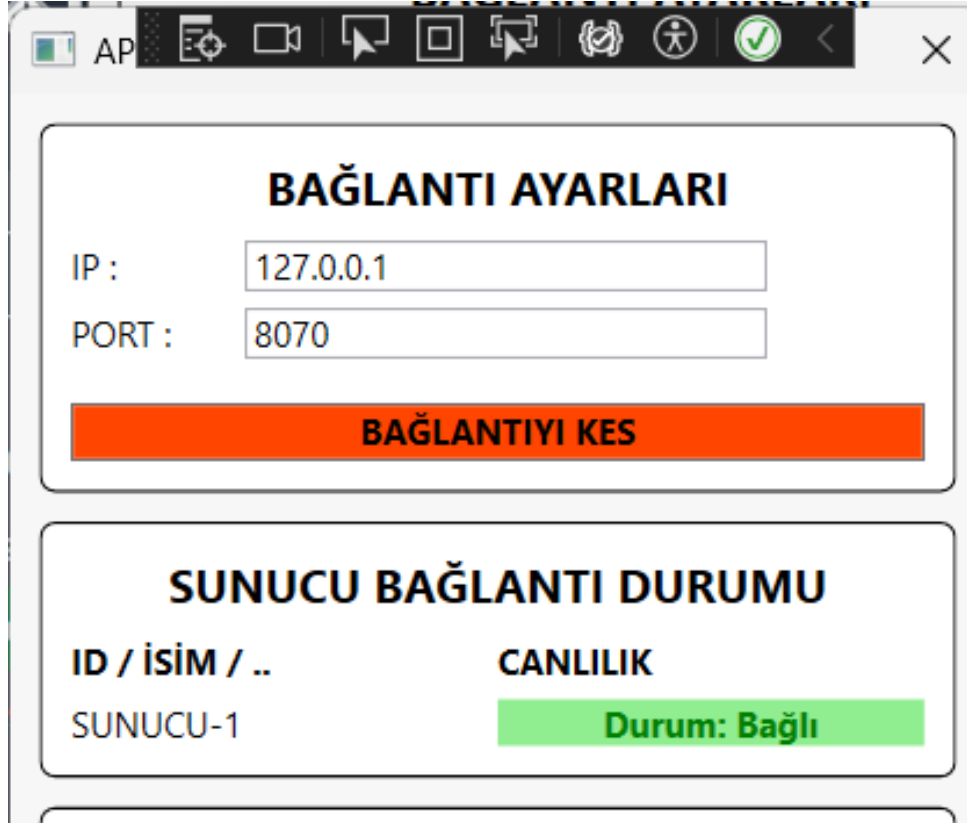 AP
BAĞLANTI AYARLARI
IP :
127.0.0.1
PORT :
8070
BAĞLANTIYI KES
SUNUCU BAĞLANTI DURUMU
ID / İSİM / ..
CANLILIK
SUNUCU-1
Durum: Bağlı